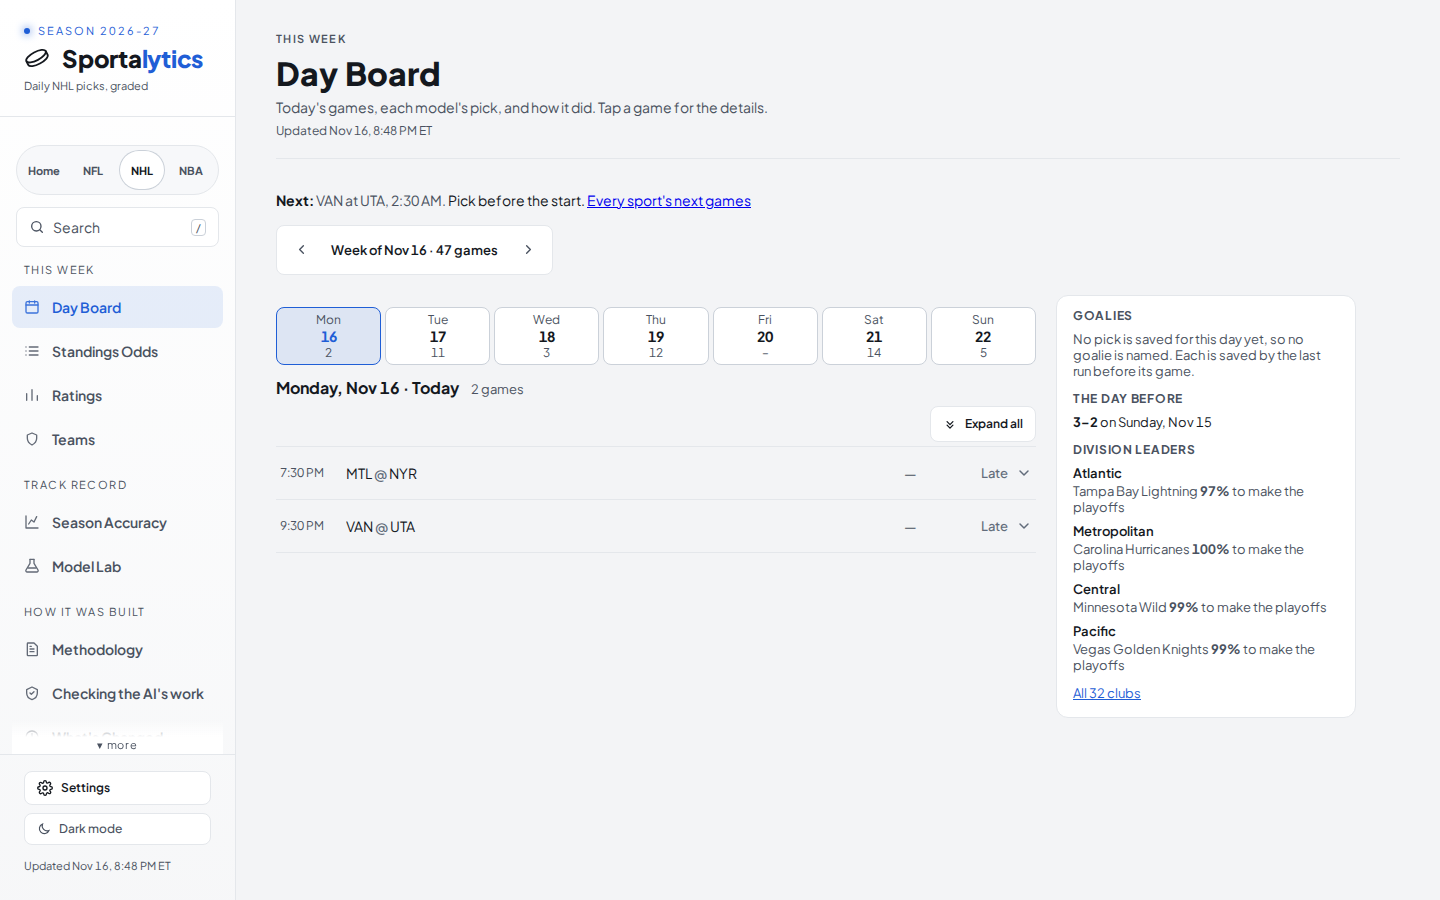 SEASON 2026-27
Sportalytics
Daily NHL picks, graded
Home NFL NHL NBA
Search /
THIS WEEK
Day Board
Standings Odds
Ratings
Teams
TRACK RECORD
Season Accuracy
Model Lab
HOW IT WAS BUILT
Methodology
Checking the AI's work
What's Changed
▾ more
Settings
Dark mode
Updated Nov 16, 8:48 PM ET
THIS WEEK
Day Board
Today's games, each model's pick, and how it did. Tap a game for the details.
Updated Nov 16, 8:48 PM ET
Next: VAN at UTA, 2:30 AM. Pick before the start. Every sport's next games
Week of Nov 16 · 47 games
Mon Tue Wed Thu Fri Sat Sun
16 17 18 19 20 21 22
2 11 3 12 – 14 5
Monday, Nov 16 · Today 2 games
Expand all
7:30 PM MTL @ NYR — Late
9:30 PM VAN @ UTA — Late
GOALIES
No pick is saved for this day yet, so no
goalie is named. Each is saved by the last
run before its game.
THE DAY BEFORE
3–2 on Sunday, Nov 15
DIVISION LEADERS
Atlantic
Tampa Bay Lightning 97% to make the
playoffs
Metropolitan
Carolina Hurricanes 100% to make the
playoffs
Central
Minnesota Wild 99% to make the playoffs
Pacific
Vegas Golden Knights 99% to make the
playoffs
All 32 clubs